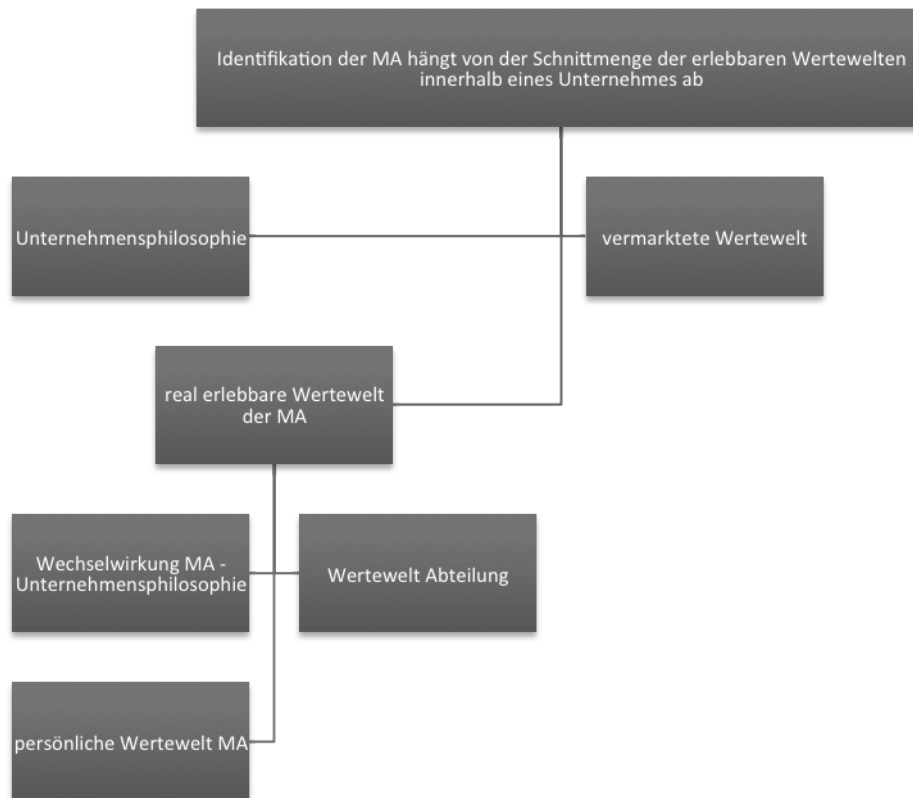 Identifikation der MA hängt von der Schnittmenge der erlebbaren Wertewelten
innerhalb eines Unternehmes ab
Unternehmensphilosophie
vermarktete Wertewelt
real erlebbare Wertewelt
der MA
Wechselwirkung MA -
Unternehmensphilosophie
Wertewelt Abteilung
persönliche Wertewelt MA